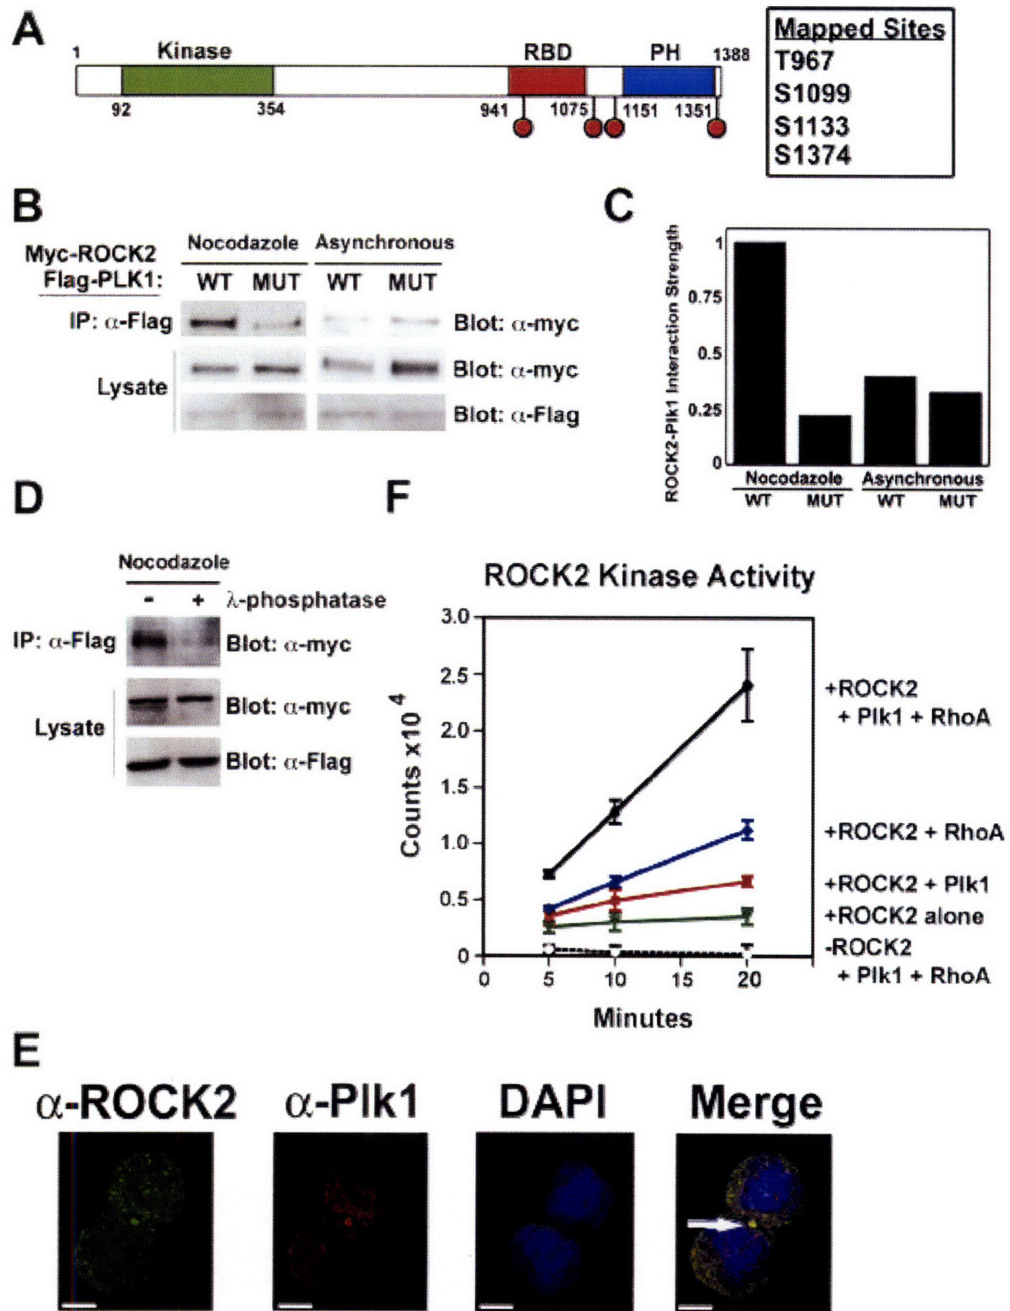 A
1
Kinase
RBD
PH
1388
92
354
941
1075
1151
1351
Mapped Sites
T967
S1099
S1133
S1374
B
Myc-ROCK2
Flag-PLK1:
Nocodazole Asynchronous
WT MUT WT MUT
IP: α-Flag
Blot: α-myc
Lysate
Blot: α-myc
Blot: α-Flag
C
ROCK2-Plk1 Interaction Strength
1
0.75
0.5
0.25
0
Nocodazole Asynchronous
WT MUT WT MUT
D
Nocodazole
- + λ-phosphatase
IP: α-Flag
Blot: α-myc
Lysate
Blot: α-myc
Blot: α-Flag
F
ROCK2 Kinase Activity
Counts x10 4
3.0
2.5
2.0
1.5
1.0
0.5
0
0 5 10 15 20
Minutes
+ROCK2
+ Plk1 + RhoA
+ROCK2 + RhoA
+ROCK2 + Plk1
+ROCK2 alone
-ROCK2
+ Plk1 + RhoA
E
α-ROCK2
α-Plk1
DAPI
Merge